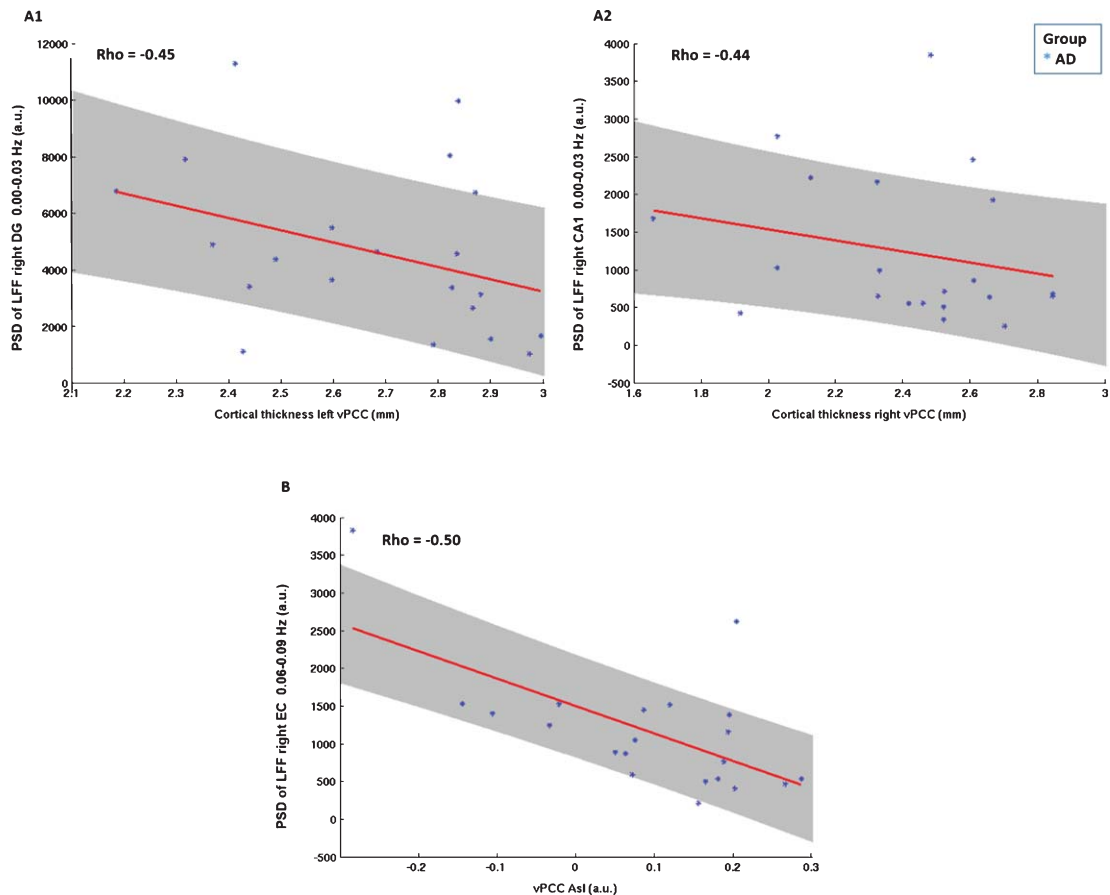 A1
Rho = -0.45
PSD of LFF right DG 0.00-0.03 Hz (a.u.)
12000
10000
8000
6000
4000
2000
0
2.1 2.2 2.3 2.4 2.5 2.6 2.7 2.8 2.9 3
Cortical thickness left vPCC (mm)
A2
Rho = -0.44
Group
AD
PSD of LFF right CA1 0.00-0.03 Hz (a.u.)
4000
3500
3000
2500
2000
1500
1000
500
0
-500
1.6 1.8 2 2.2 2.4 2.6 2.8 3
Cortical thickness right vPCC (mm)
B
Rho = -0.50
PSD of LFF right EC 0.06-0.09 Hz (a.u.)
4000
3500
3000
2500
2000
1500
1000
500
0
-500
-0.2 -0.1 0 0.1 0.2 0.3
vPCC AsI (a.u.)